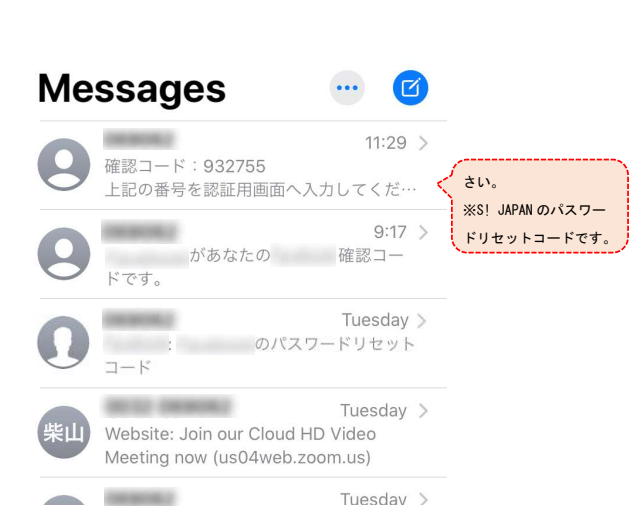 Messages
11:29
確認コード：932755
上記の番号を認証用画面へ入力してくだ…
さい。
※S! JAPANのパスワー
ドリセットコードです。
9:17
があなたの 確認コー
ドです。
Tuesday
: のパスワードリセット
コード
柴山
Tuesday
Website: Join our Cloud HD Video
Meeting now (us04web.zoom.us)
Tuesday